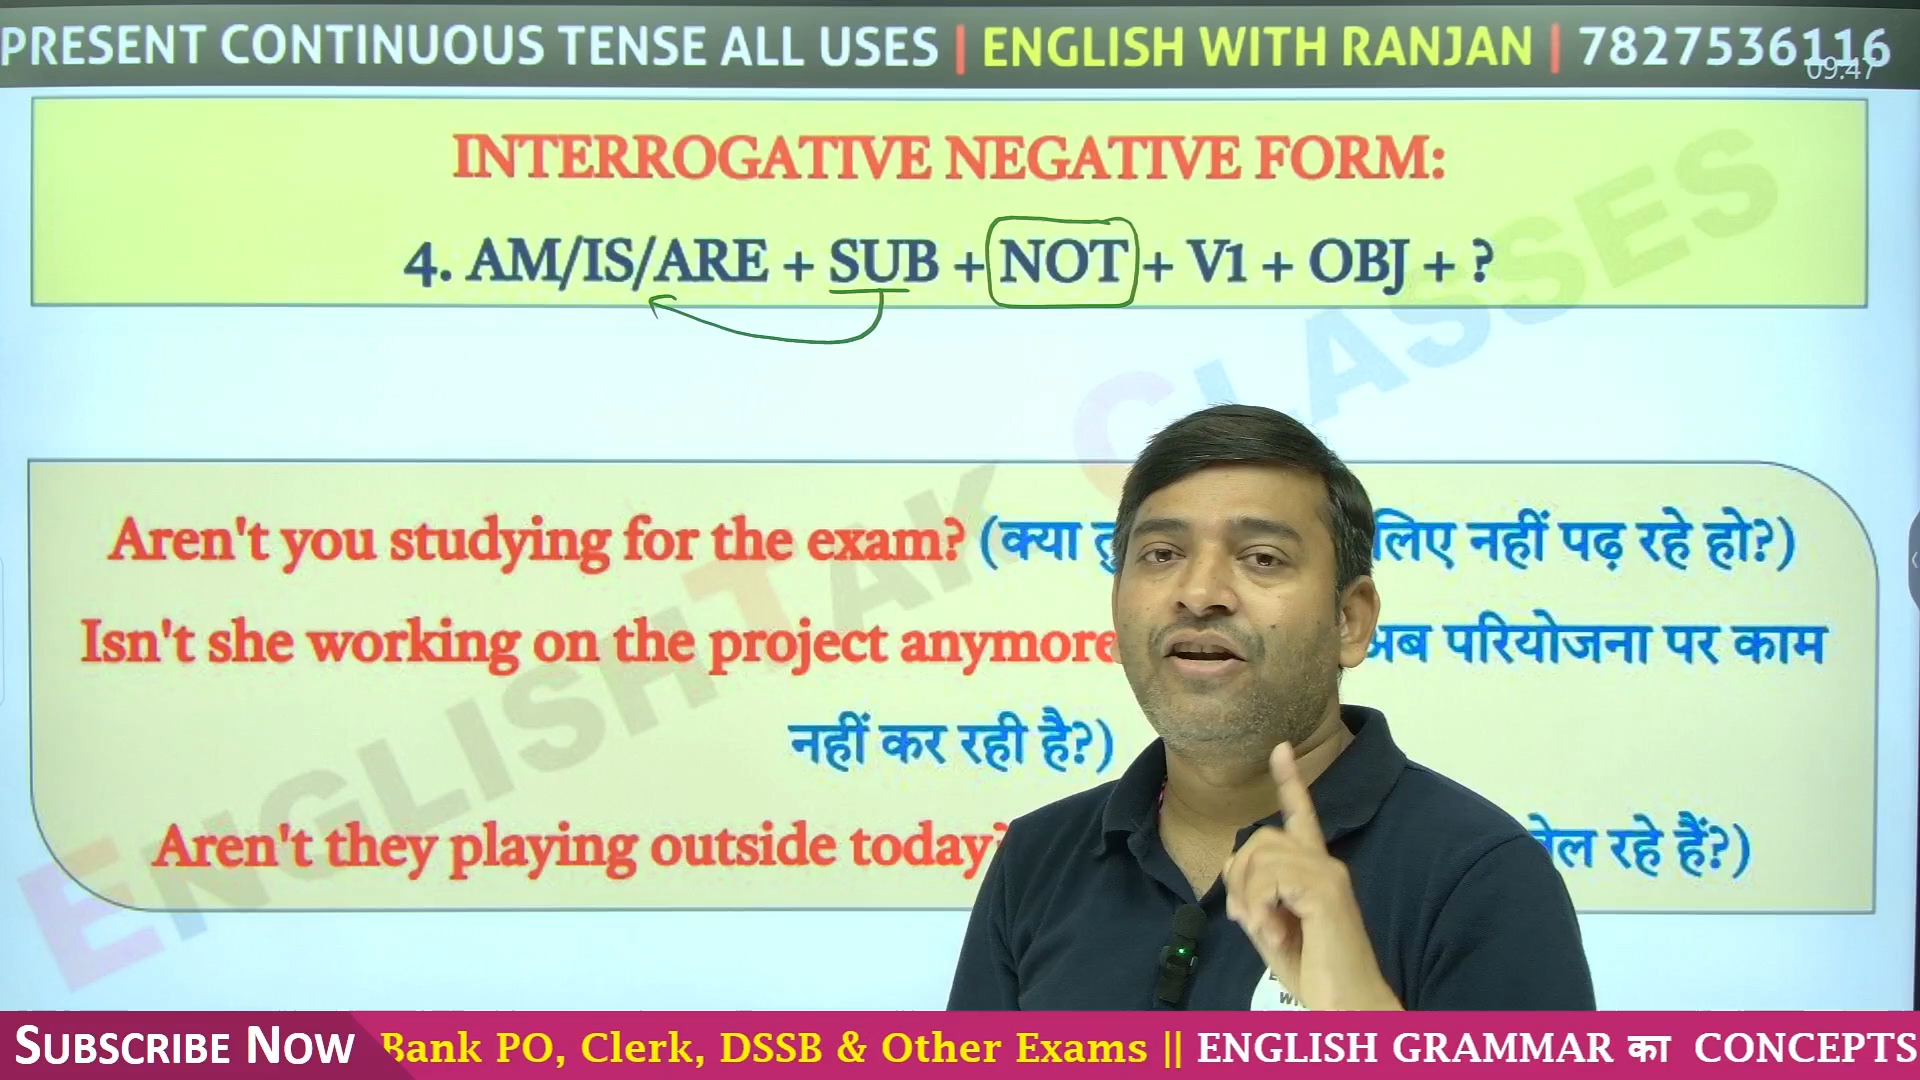 PRESENT CONTINUOUS TENSE ALL USES | ENGLISH WITH RANJAN | 7827536116
09:47
INTERROGATIVE NEGATIVE FORM:
4. AM/IS/ARE + SUB + NOT + V1 + OBJ + ?
Aren't you studying for the exam? (क्या लिए नहीं पढ़ रहे हो?)
Isn't she working on the project anymore अब परियोजना पर काम
नहीं कर रही है?)
Aren't they playing outside today? रहे हैं?)
ENGLISHTAK CLASSES
SUBSCRIBE NOW Bank PO, Clerk, DSSB & Other Exams || ENGLISH GRAMMAR का CONCEPTS